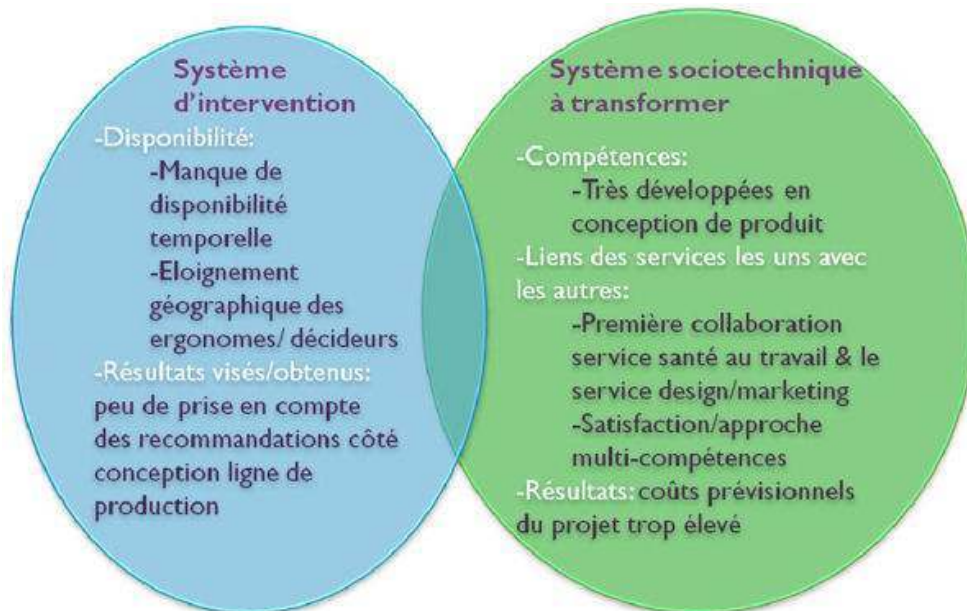 Système
d'intervention
-Disponibilité:
-Manque de
disponibilité
temporelle
-Eloignement
géographique des
ergonomes/ décideurs
-Résultats visés/obtenus:
peu de prise en compte
des recommandations côté
conception ligne de
production
Système sociotechnique
à transformer
-Compétences:
-Très développées en
conception de produit
-Liens des services les uns avec
les autres:
-Première collaboration
service santé au travail & le
service design/marketing
-Satisfaction/approche
multi-compétences
-Résultats: coûts prévisionnels
du projet trop élevé